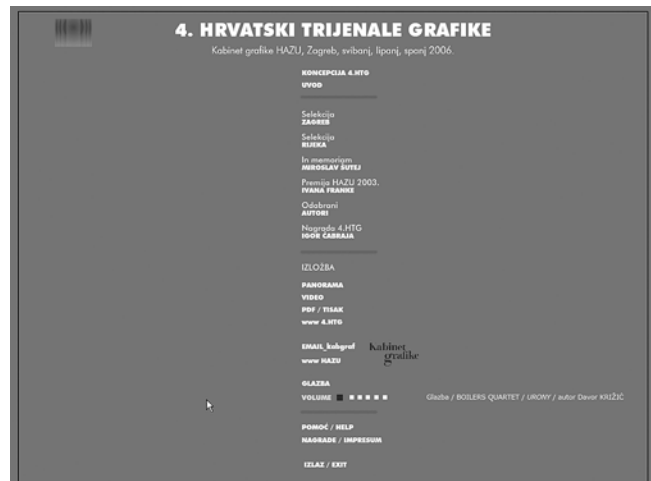 4. HRVATSKI TRIJENALE GRAFIKE
Kabinet grafike HAZU, Zagreb, svibanj, lipanj, spanj 2006.
KONCEPCIJA 4.HTG
UVOD
Selekcija
ZAGREB
Selekcija
RIJEKA
In memoriam
MIROSLAV ŠUTEJ
Premija HAZU 2003.
IVANA FRANKE
Odabrani
AUTORI
Nagrada 4.HTG
IGOR ČABRAJA
IZLOŽBA
PANORAMA
VIDEO
PDF / TISAK
www 4.HTG
EMAIL_kabgraf
Kabinet
grafike
www HAZU
GLAZBA
VOLUME
Glazba / BOILERS QUARTET / URONY / autor Davor KRIŽIĆ
POMOĆ / HELP
NAGRADE / IMPRESUM
IZLAZ / EXIT